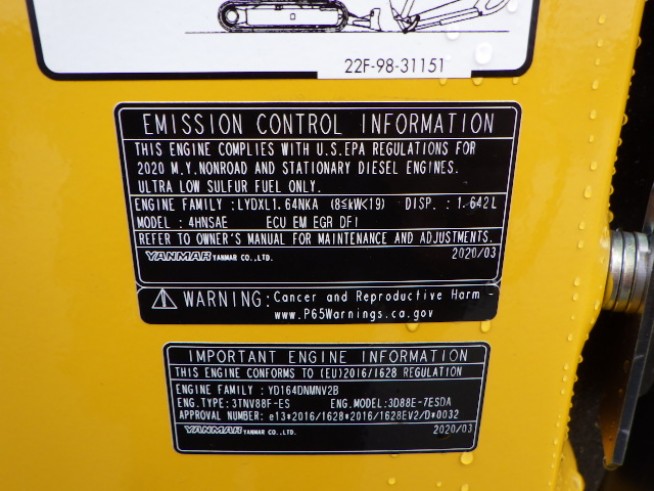 22F-98-31151
EMISSION CONTROL INFORMATION
THIS ENGINE COMPLIES WITH U.S.EPA REGULATIONS FOR
2020 M.Y.NONROAD AND STATIONARY DIESEL ENGINES.
ULTRA LOW SULFUR FUEL ONLY.
ENGINE FAMILY :LYDXL1.64NKA (8≦kW<19) DISP. :1.642L
MODEL : 4HNSAE ECU EM EGR DFI
REFER TO OWNER'S MANUAL FOR MAINTENANCE AND ADJUSTMENTS.
YANMAR YANMAR CO.,LTD. 2020/03
⚠ WARNING: Cancer and Reproductive Harm -
www.P65Warnings.ca.gov
IMPORTANT ENGINE INFORMATION
THIS ENGINE CONFORMS TO (EU)2016/1628 REGULATION
ENGINE FAMILY : YD164DNMNV2B
ENG.TYPE:3TNV88F-ES ENG.MODEL:3D88E-7ESDA
APPROVAL NUMBER: e13*2016/1628*2016/1628EV2/D*0032
YANMAR YANMAR CO.,LTD. 2020/03